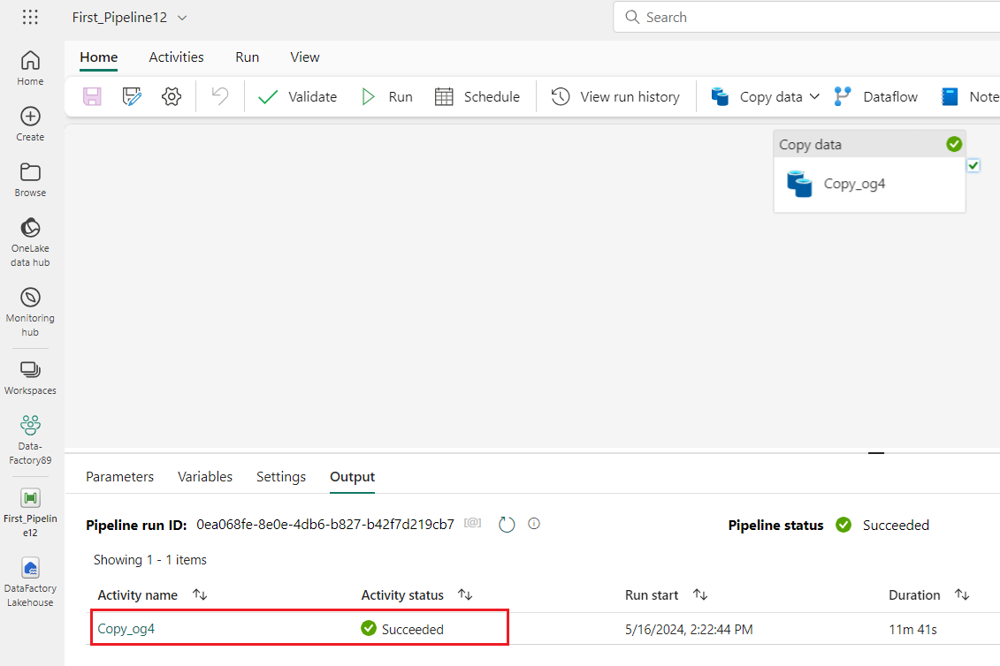 First_Pipeline12
Search
Home
Activities
Run
View
Validate
Run
Schedule
View run history
Copy data
Dataflow
Note
Home
Create
Browse
OneLake
data hub
Monitoring
hub
Workspaces
Data-
Factory89
First_Pipelin
e12
DataFactory
Lakehouse
Copy data
Copy_og4
Parameters
Variables
Settings
Output
Pipeline run ID: 0ea068fe-8e0e-4db6-b827-b42f7d219cb7 [@]
Pipeline status Succeeded
Showing 1 - 1 items
Activity name Activity status Run start Duration
Copy_og4 Succeeded 5/16/2024, 2:22:44 PM 11m 41s